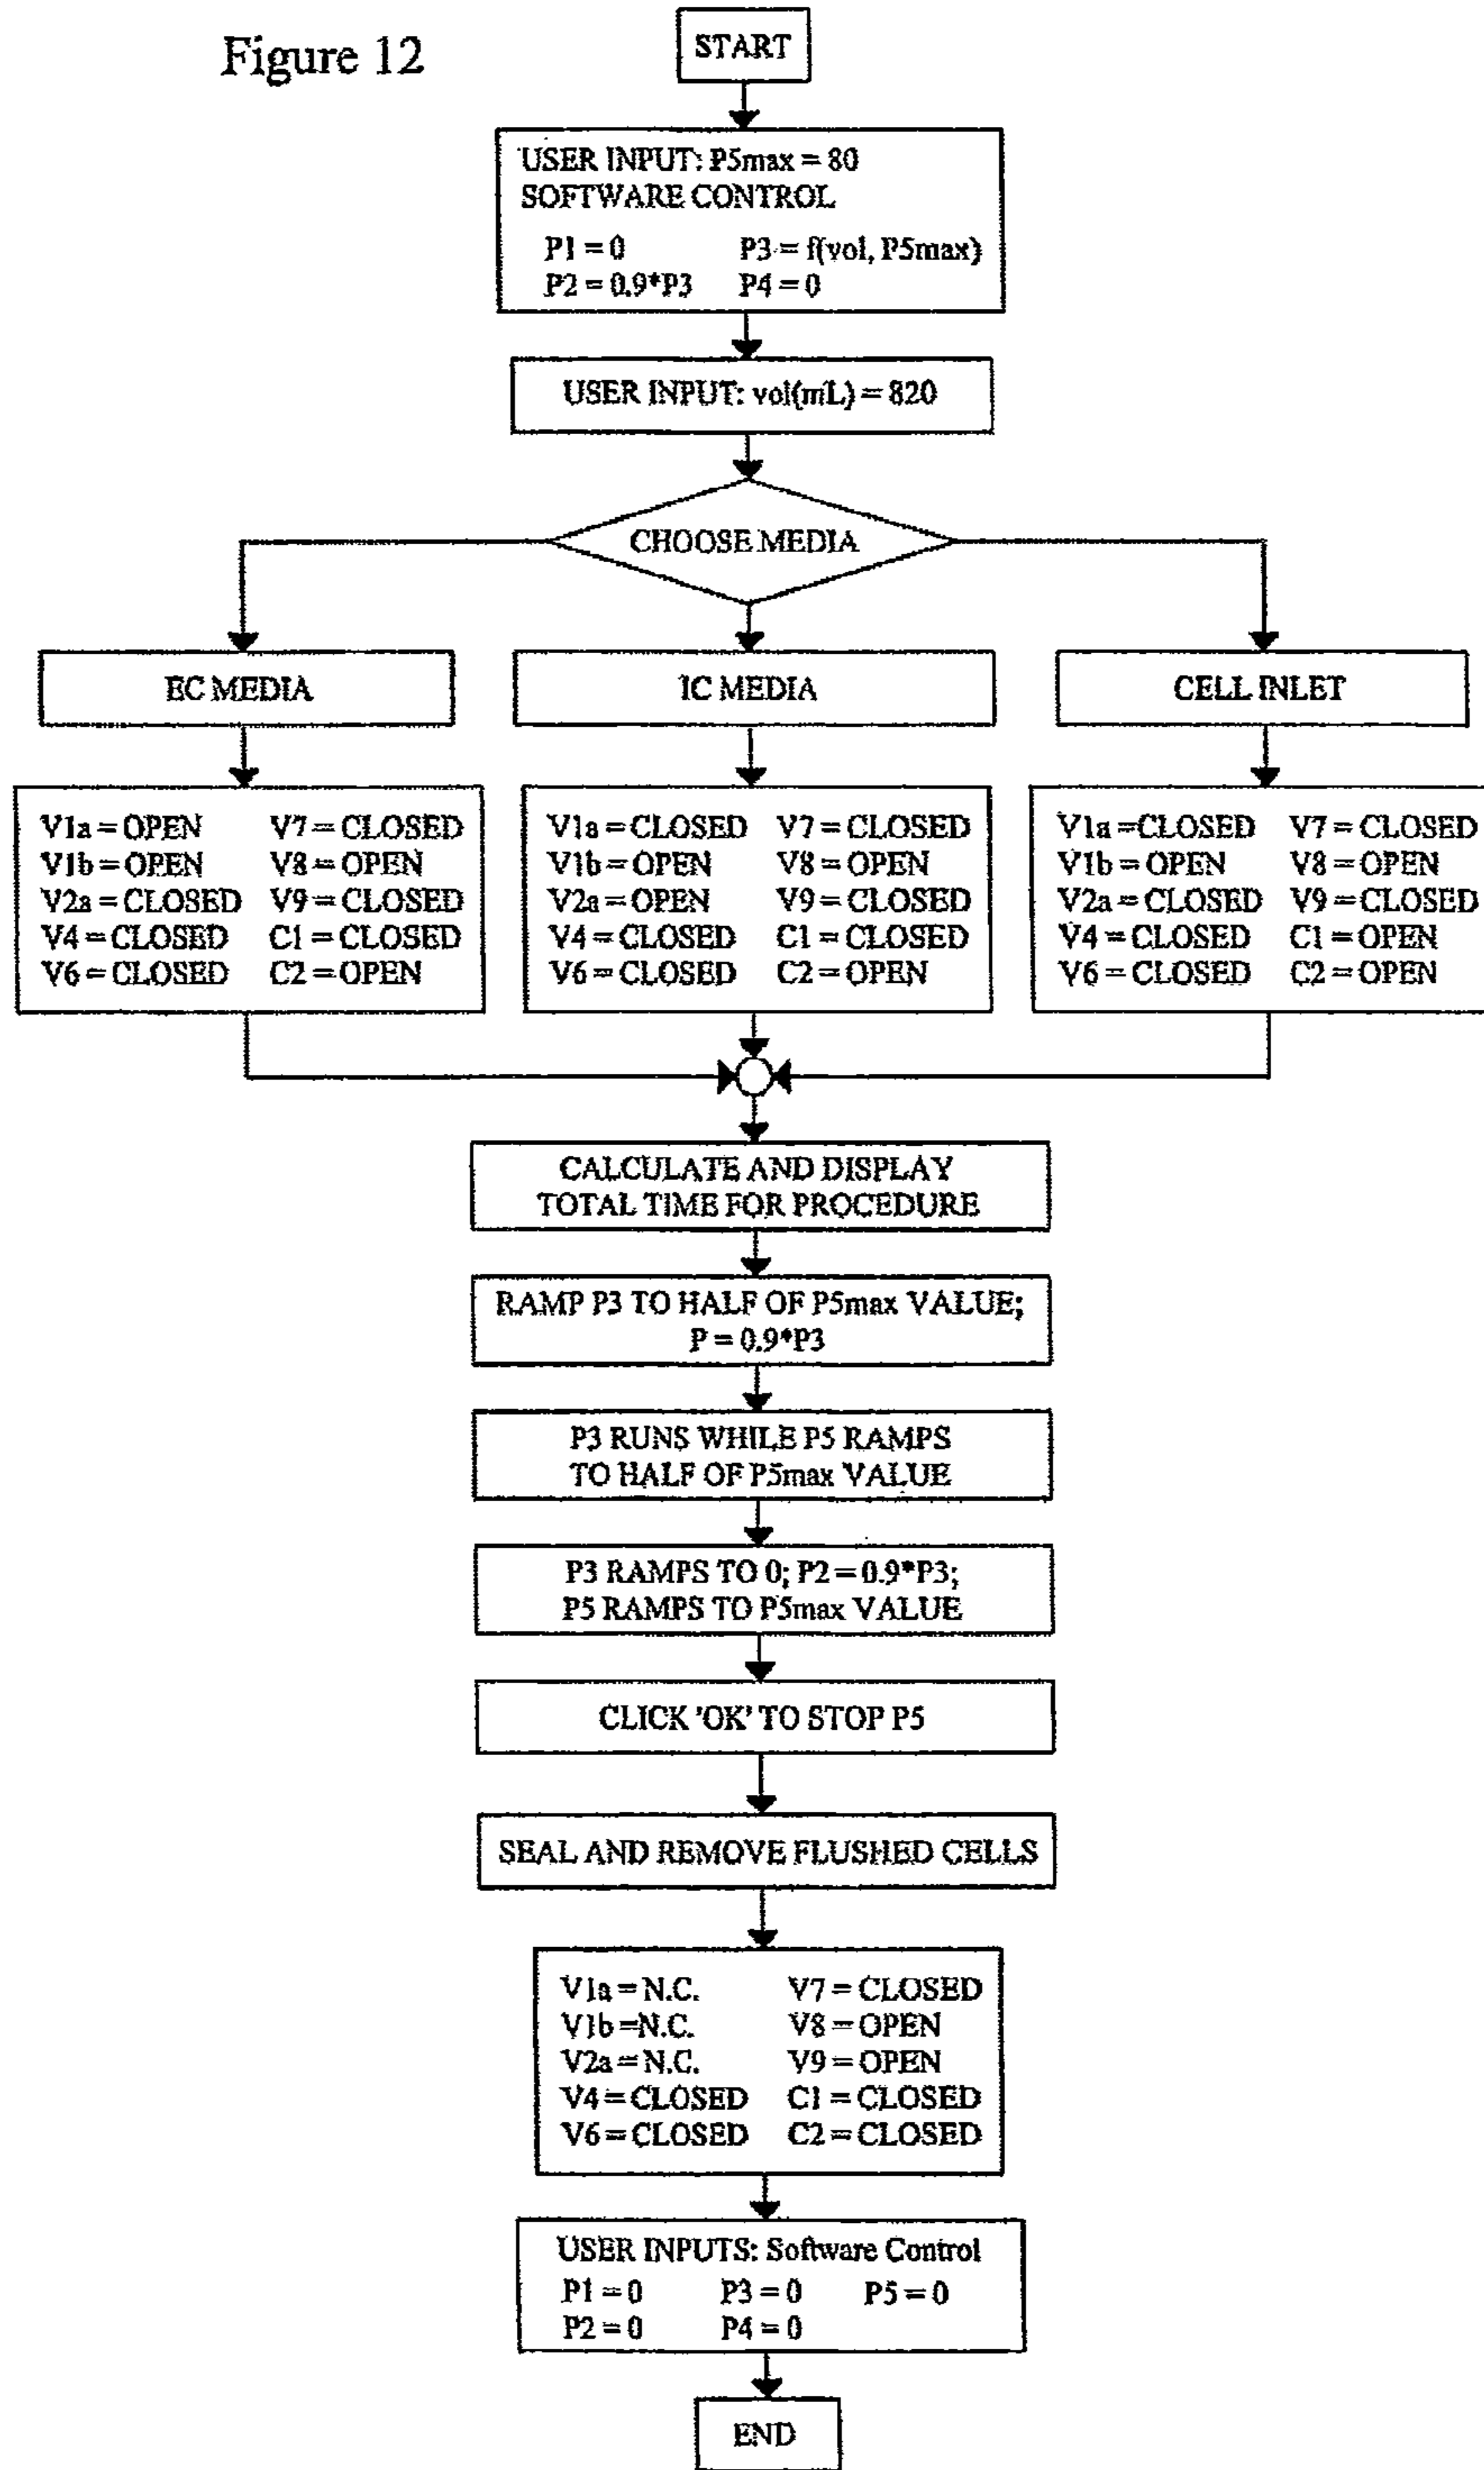 Figure 12
START
USER INPUT: P5max = 80
SOFTWARE CONTROL
P1 = 0 P3 = f(vol, P5max)
P2 = 0.9*P3 P4 = 0
USER INPUT: vol(mL) = 820
CHOOSE MEDIA
EC MEDIA
IC MEDIA
CELL INLET
V1a = OPEN V7 = CLOSED
V1b = OPEN V8 = OPEN
V2a = CLOSED V9 = CLOSED
V4 = CLOSED C1 = CLOSED
V6 = CLOSED C2 = OPEN
V1a = CLOSED V7 = CLOSED
V1b = OPEN V8 = OPEN
V2a = OPEN V9 = CLOSED
V4 = CLOSED C1 = CLOSED
V6 = CLOSED C2 = OPEN
V1a =CLOSED V7 = CLOSED
V1b = OPEN V8 = OPEN
V2a = CLOSED V9 = CLOSED
V4 = CLOSED C1 = OPEN
V6 = CLOSED C2 = OPEN
CALCULATE AND DISPLAY
TOTAL TIME FOR PROCEDURE
RAMP P3 TO HALF OF P5max VALUE;
P = 0.9*P3
P3 RUNS WHILE P5 RAMPS
TO HALF OF P5max VALUE
P3 RAMPS TO 0; P2 = 0.9*P3;
P5 RAMPS TO P5max VALUE
CLICK 'OK' TO STOP P5
SEAL AND REMOVE FLUSHED CELLS
V1a = N.C. V7 = CLOSED
V1b =N.C. V8 = OPEN
V2a = N.C. V9 = OPEN
V4 = CLOSED C1 = CLOSED
V6 = CLOSED C2 = CLOSED
USER INPUTS: Software Control
P1 = 0 P3 = 0 P5 = 0
P2 = 0 P4 = 0
END